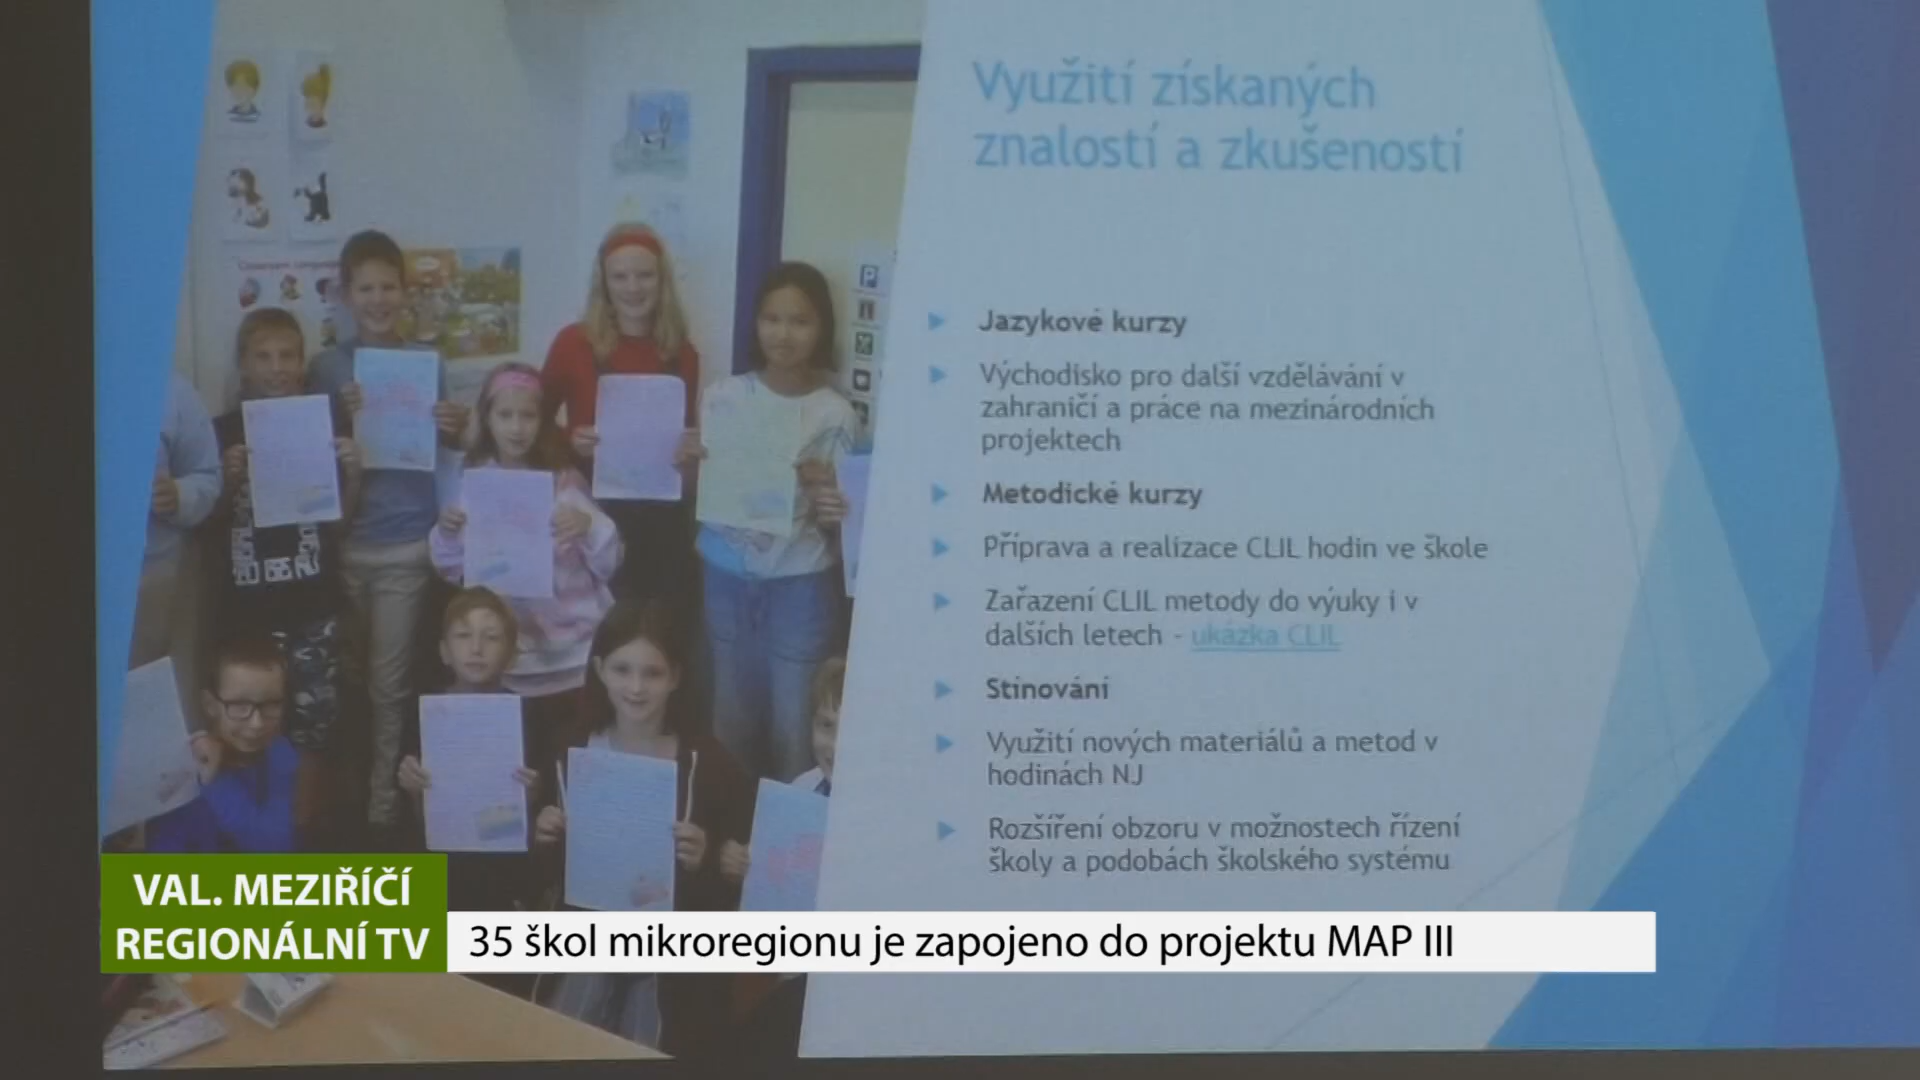 Využití získaných
znalostí a zkušeností
Jazykové kurzy
Východisko pro další vzdělávání v
zahraničí a práce na mezinárodních
projektech
Metodické kurzy
Příprava a realizace CLIL hodin ve škole
Zařazení CLIL metody do výuky i v
dalších letech - ukázka CLIL
Stínování
Využití nových materiálů a metod v
hodinách NJ
Rozšíření obzoru v možnostech řízení
školy a podobách školského systému
VAL. MEZIŘÍČÍ
REGIONÁLNÍ TV
35 škol mikroregionu je zapojeno do projektu MAP III